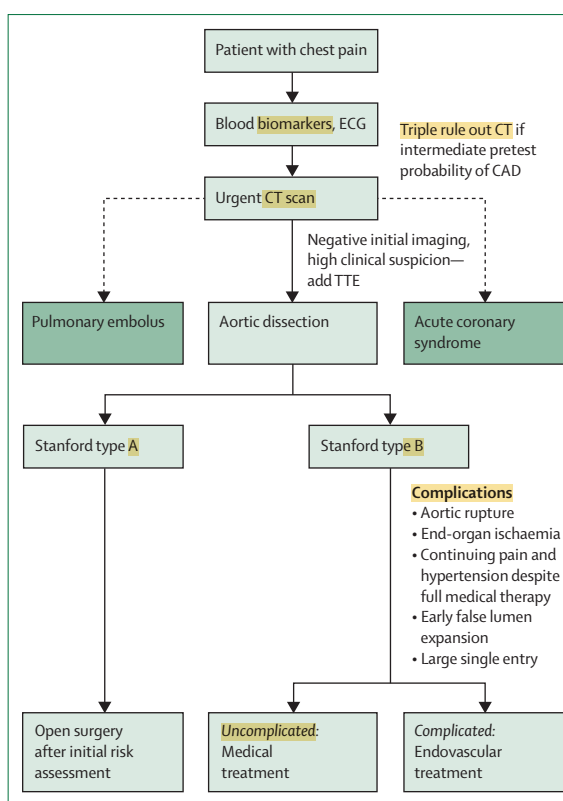 Patient with chest pain
Blood biomarkers, ECG
Triple rule out CT if
intermediate pretest
probability of CAD
Urgent CT scan
Negative initial imaging,
high clinical suspicion—
add TTE
Pulmonary embolus
Aortic dissection
Acute coronary
syndrome
Stanford type A
Stanford type B
Complications
• Aortic rupture
• End-organ ischaemia
• Continuing pain and
hypertension despite
full medical therapy
• Early false lumen
expansion
• Large single entry
Open surgery
after initial risk
assessment
Uncomplicated:
Medical
treatment
Complicated:
Endovascular
treatment